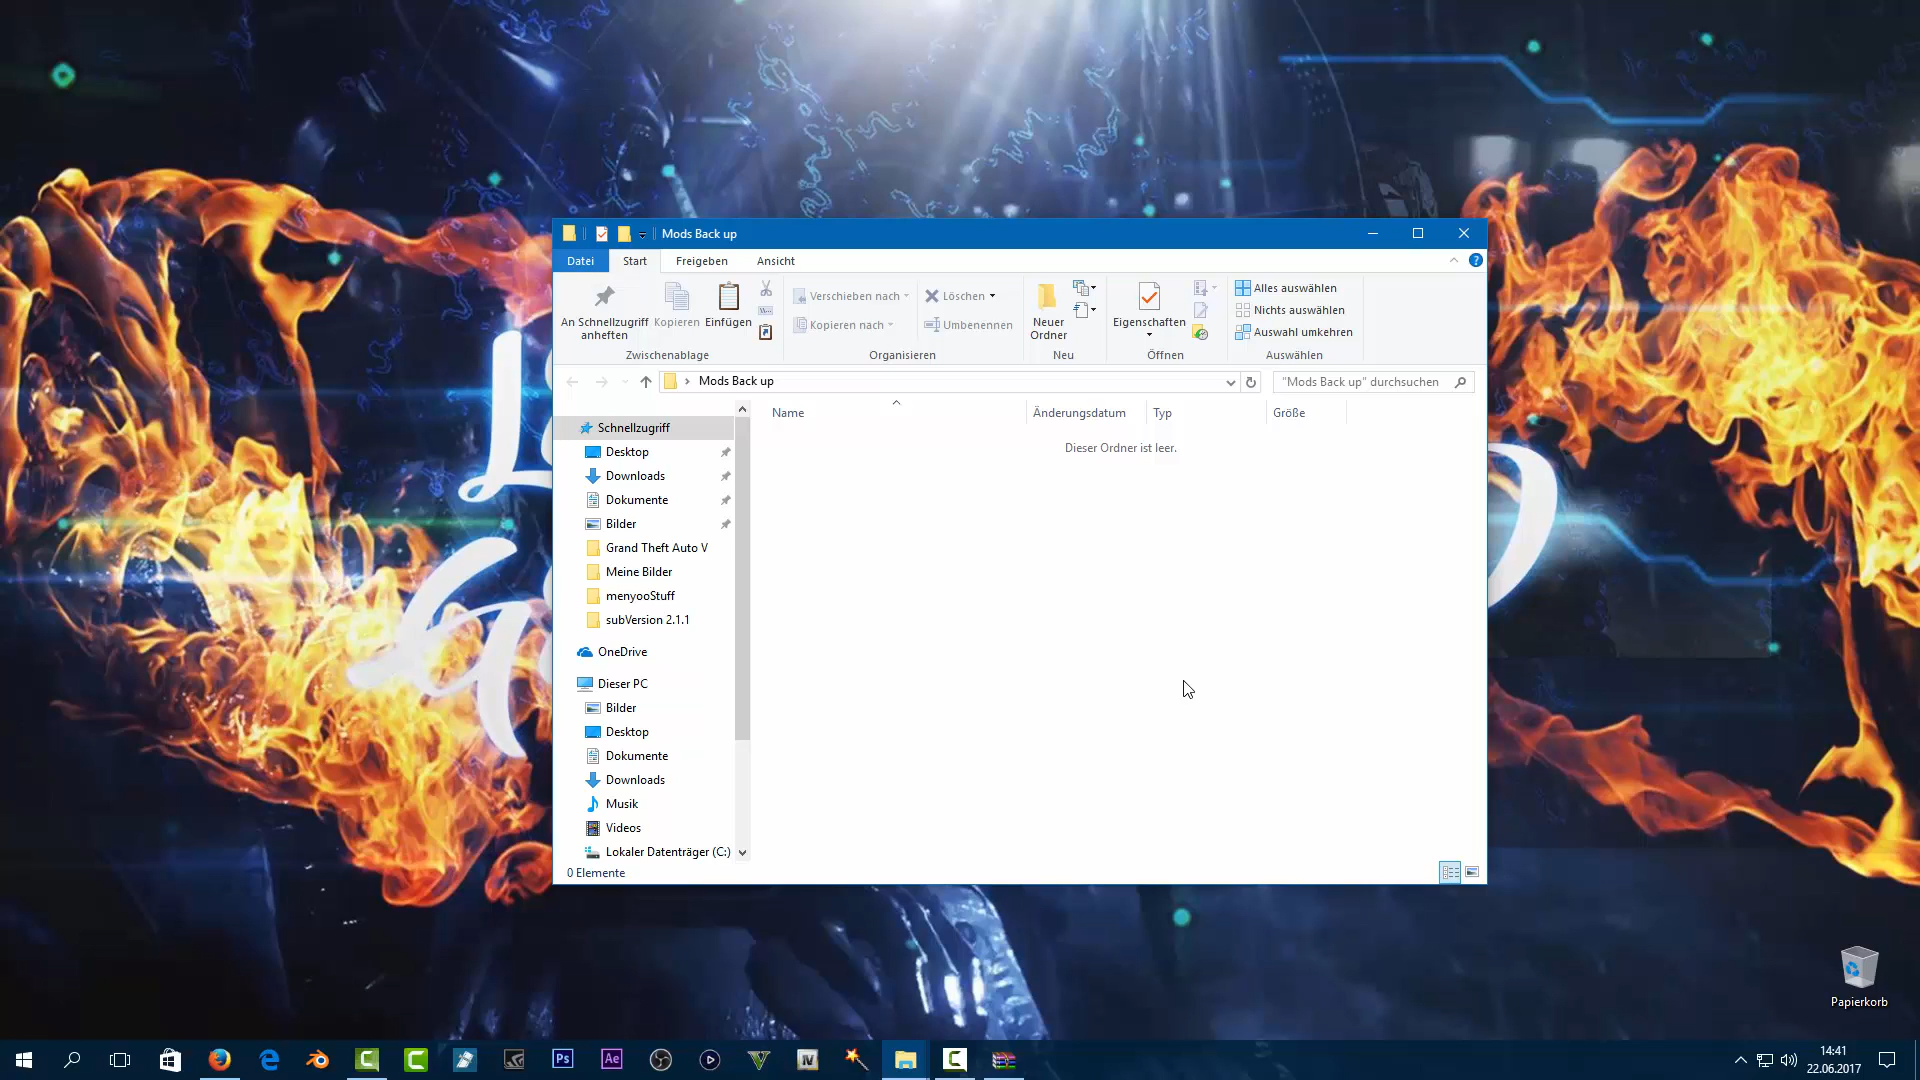 Mods Back up
Datei Start Freigeben Ansicht
An Schnellzugriff anheften
Kopieren
Einfügen
Zwischenablage
Verschieben nach
Kopieren nach
Löschen
Umbenennen
Organisieren
Neuer Ordner
Neu
Eigenschaften
Öffnen
Alles auswählen
Nichts auswählen
Auswahl umkehren
Auswählen
Mods Back up
"Mods Back up" durchsuchen
Name Änderungsdatum Typ Größe
Dieser Ordner ist leer.
Schnellzugriff
Desktop
Downloads
Dokumente
Bilder
Grand Theft Auto V
Meine Bilder
menyooStuff
subVersion 2.1.1
OneDrive
Dieser PC
Bilder
Desktop
Dokumente
Downloads
Musik
Videos
Lokaler Datenträger (C:)
0 Elemente
Papierkorb
Ps
Ae
IV
14:41
22.06.2017